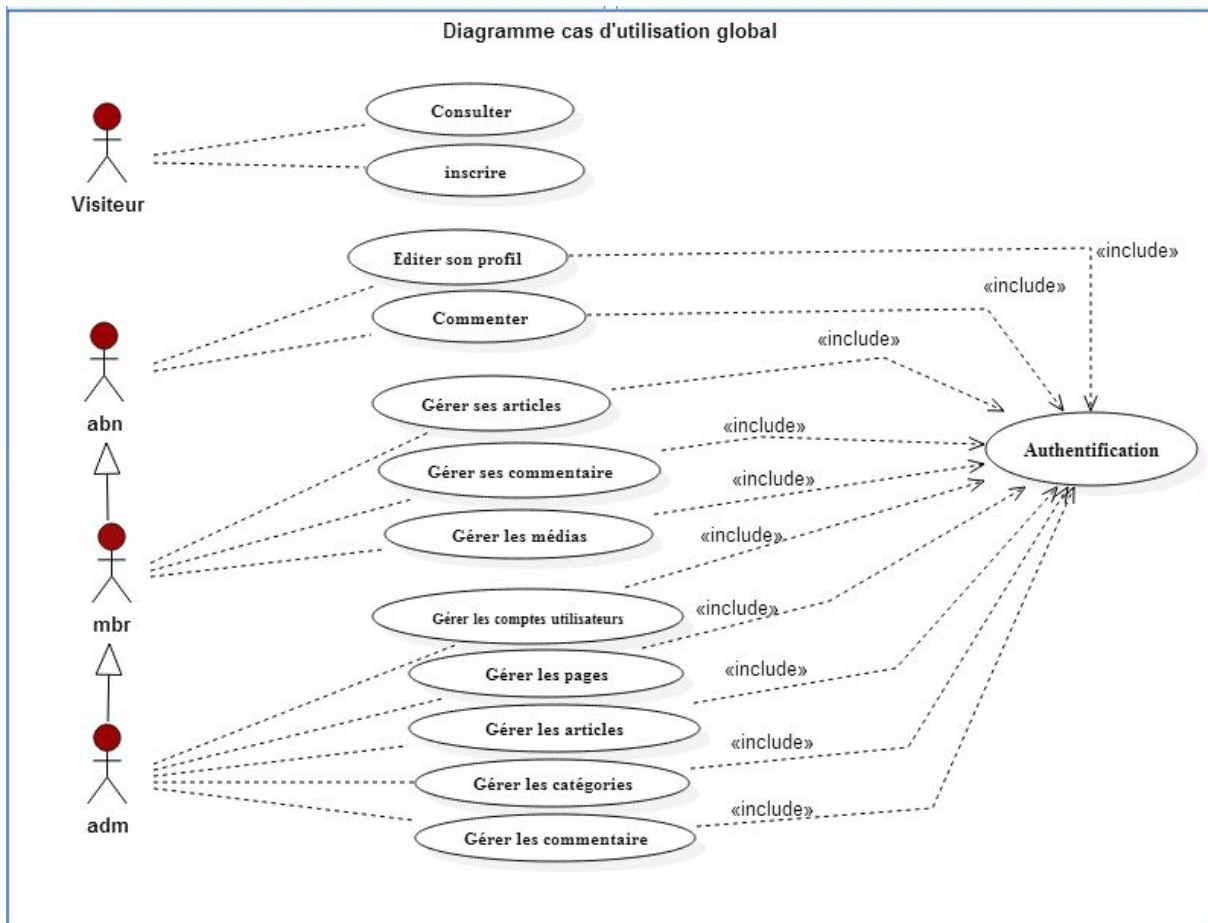 Diagramme cas d'utilisation global
Consulter
inscrire
Visiteur
Editer son profil
«include»
Commenter
«include»
abn
Gérer ses articles
«include»
Gérer ses commentaire
«include»
Authentification
Gérer les médias
«include»
mbr
Gérer les comptes utilisateurs
«include»
Gérer les pages
«include»
Gérer les articles
«include»
Gérer les catégories
«include»
Gérer les commentaire
«include»
adm